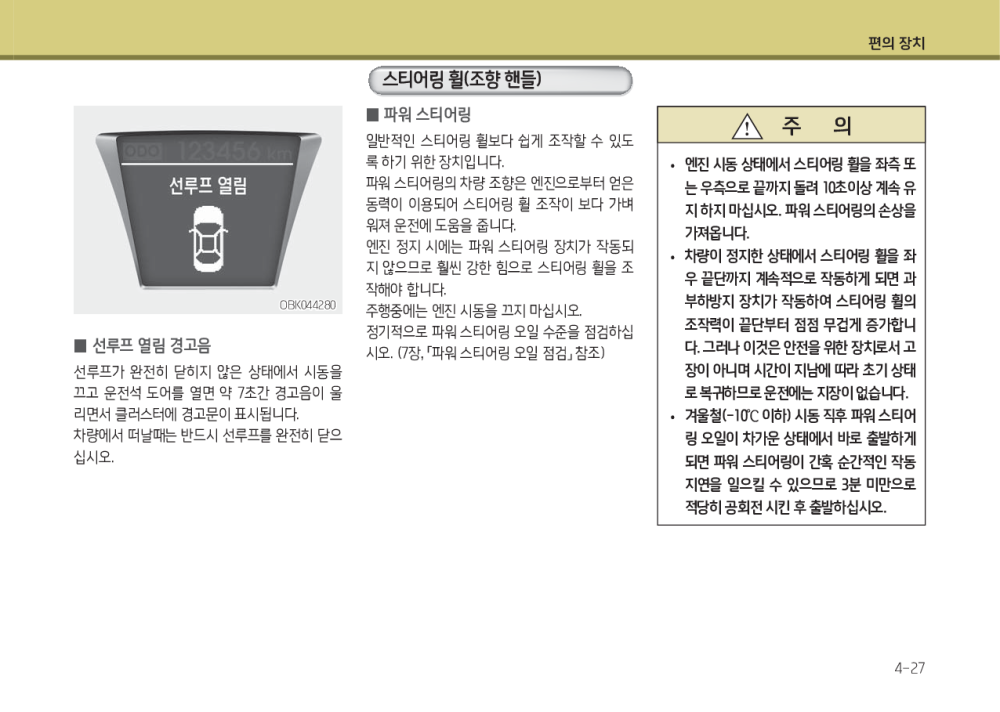 편의 장치
ODO 123456 km
선루프 열림
OBK044280
■ 선루프 열림 경고음
선루프가 완전히 닫히지 않은 상태에서 시동을
끄고 운전석 도어를 열면 약 7초간 경고음이 울
리면서 클러스터에 경고문이 표시됩니다.
차량에서 떠날때는 반드시 선루프를 완전히 닫으
십시오.
스티어링 휠(조향 핸들)
■ 파워 스티어링
일반적인 스티어링 휠보다 쉽게 조작할 수 있도
록 하기 위한 장치입니다.
파워 스티어링의 차량 조향은 엔진으로부터 얻은
동력이 이용되어 스티어링 휠 조작이 보다 가벼
워져 운전에 도움을 줍니다.
엔진 정지 시에는 파워 스티어링 장치가 작동되
지 않으므로 훨씬 강한 힘으로 스티어링 휠을 조
작해야 합니다.
주행중에는 엔진 시동을 끄지 마십시오.
정기적으로 파워 스티어링 오일 수준을 점검하십
시오. (7장, 「파워 스티어링 오일 점검」 참조)
주 의
• 엔진 시동 상태에서 스티어링 휠을 좌측 또
는 우측으로 끝까지 돌려 10초이상 계속 유
지 하지 마십시오. 파워 스티어링의 손상을
가져옵니다.
• 차량이 정지한 상태에서 스티어링 휠을 좌
우 끝단까지 계속적으로 작동하게 되면 과
부하방지 장치가 작동하여 스티어링 휠의
조작력이 끝단부터 점점 무겁게 증가합니
다. 그러나 이것은 안전을 위한 장치로서 고
장이 아니며 시간이 지남에 따라 초기 상태
로 복구하므로 운전에는 지장이 없습니다.
• 겨울철(-10℃ 이하) 시동 직후 파워 스티어
링 오일이 차가운 상태에서 바로 출발하게
되면 파워 스티어링이 간혹 순간적인 작동
지연을 일으킬 수 있으므로 3분 미만으로
적당히 공회전 시킨 후 출발하십시오.
4-27